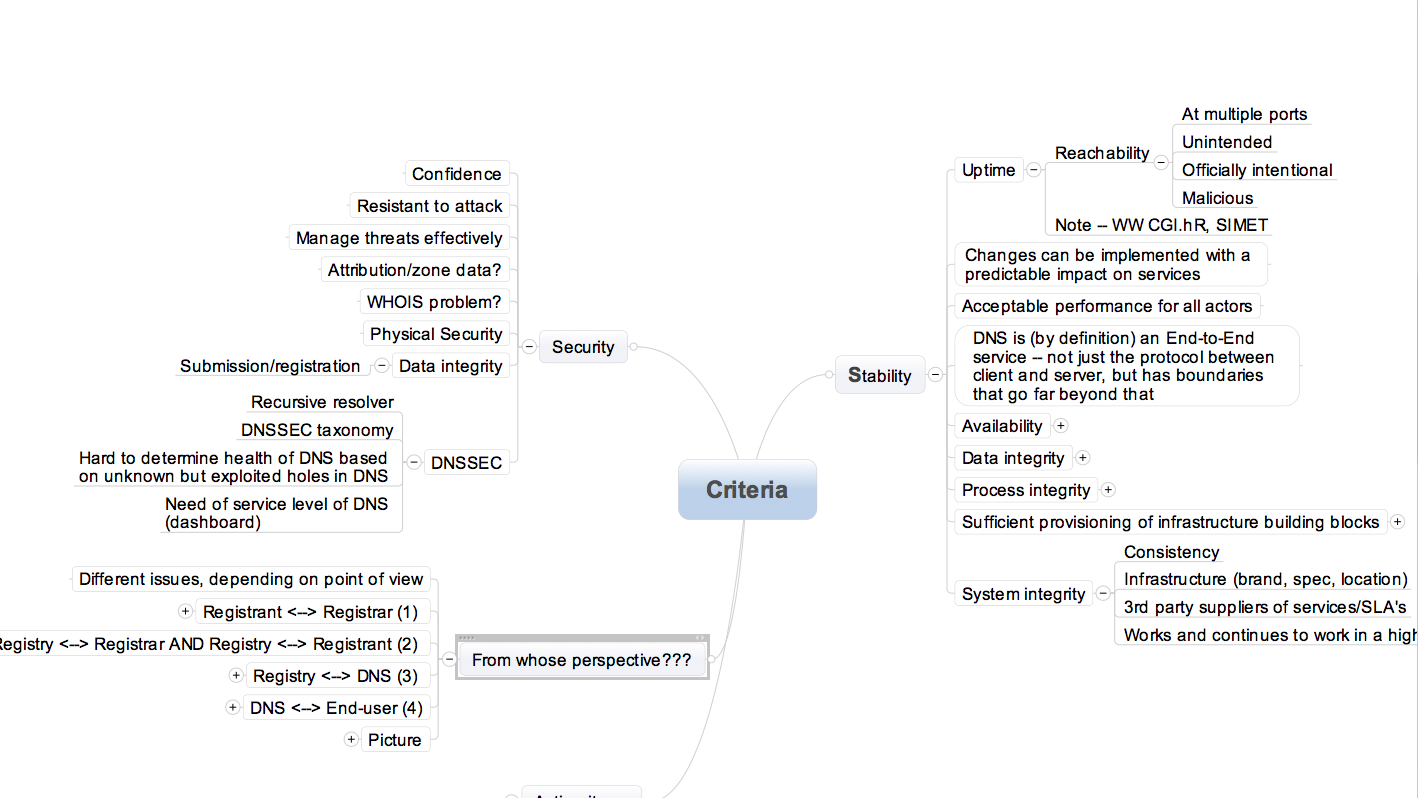 Criteria
Security
Confidence
Resistant to attack
Manage threats effectively
Attribution/zone data?
WHOIS problem?
Physical Security
Data integrity
Submission/registration
DNSSEC
Recursive resolver
DNSSEC taxonomy
Hard to determine health of DNS based
on unknown but exploited holes in DNS
Need of service level of DNS
(dashboard)
From whose perspective???
Different issues, depending on point of view
Registrant <--> Registrar (1)
<--> Registrar AND Registry <--> Registrant (2)
Registry <--> DNS (3)
DNS <--> End-user (4)
Picture
Stability
Uptime
Reachability
At multiple ports
Unintended
Officially intentional
Malicious
Note -- WW CGI.hR, SIMET
Changes can be implemented with a
predictable impact on services
Acceptable performance for all actors
DNS is (by definition) an End-to-End
service -- not just the protocol between
client and server, but has boundaries
that go far beyond that
Availability
Data integrity
Process integrity
Sufficient provisioning of infrastructure building blocks
System integrity
Consistency
Infrastructure (brand, spec, location)
3rd party suppliers of services/SLA's
Works and continues to work in a